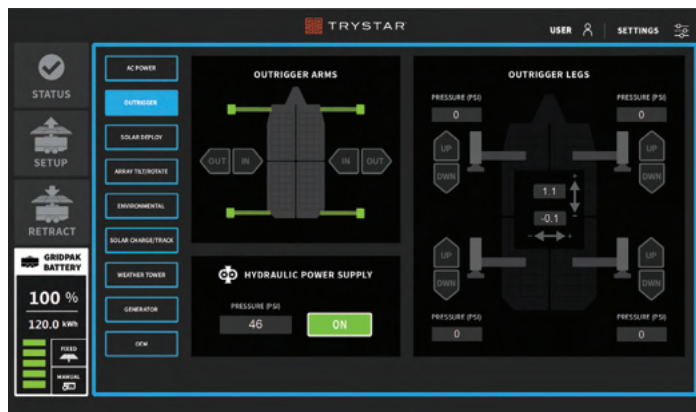 TRYSTAR
USER
SETTINGS
STATUS
SETUP
RETRACT
GRIDPAK
BATTERY
100 %
120.0 kWh
FIXED
MANUAL
AC POWER
OUTRIGGER
SOLAR DEPLOY
ARRAY TILT/ROTATE
ENVIRONMENTAL
SOLAR CHARGE/TRACK
WEATHER TOWER
GENERATOR
OEM
OUTRIGGER ARMS
OUT
IN
IN
OUT
HYDRAULIC POWER SUPPLY
PRESSURE (PSI)
46
ON
OUTRIGGER LEGS
PRESSURE (PSI)
0
PRESSURE (PSI)
0
UP
DWN
UP
DWN
+
1.1
-
-0.1
- +
UP
DWN
UP
DWN
PRESSURE (PSI)
0
PRESSURE (PSI)
0